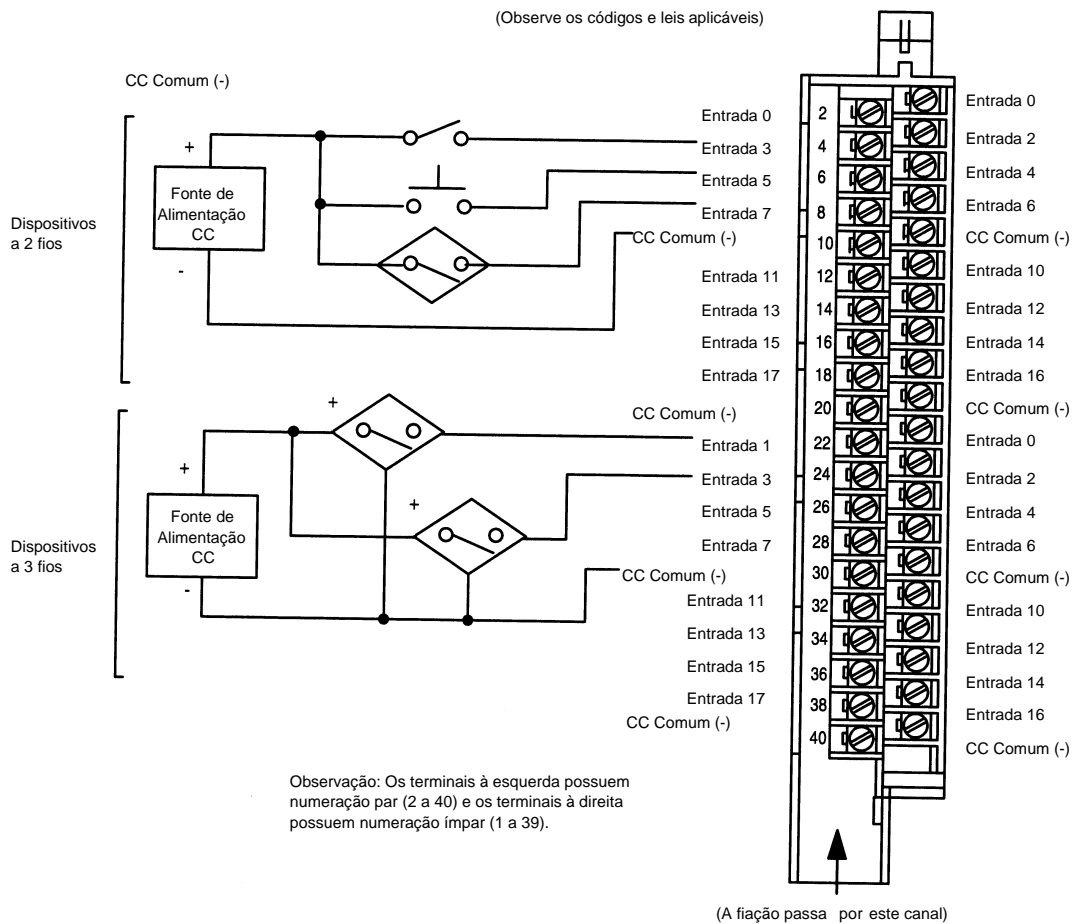 (Observe os códigos e leis aplicáveis)
CC Comum (-)
Dispositivos
a 2 fios
+
Fonte de
Alimentação
CC
-
Entrada 0
Entrada 3
Entrada 5
Entrada 7
CC Comum (-)
Entrada 11
Entrada 13
Entrada 15
Entrada 17
CC Comum (-)
Dispositivos
a 3 fios
+
Fonte de
Alimentação
CC
-
+
+
Entrada 1
Entrada 3
Entrada 5
Entrada 7
CC Comum (-)
Entrada 11
Entrada 13
Entrada 15
Entrada 17
CC Comum (-)
2
4
6
8
10
12
14
16
18
20
22
24
26
28
30
32
34
36
38
40
Entrada 0
Entrada 2
Entrada 4
Entrada 6
CC Comum (-)
Entrada 10
Entrada 12
Entrada 14
Entrada 16
CC Comum (-)
Entrada 0
Entrada 2
Entrada 4
Entrada 6
CC Comum (-)
Entrada 10
Entrada 12
Entrada 14
Entrada 16
CC Comum (-)
Observação: Os terminais à esquerda possuem
numeração par (2 a 40) e os terminais à direita
possuem numeração ímpar (1 a 39).
(A fiação passa por este canal)